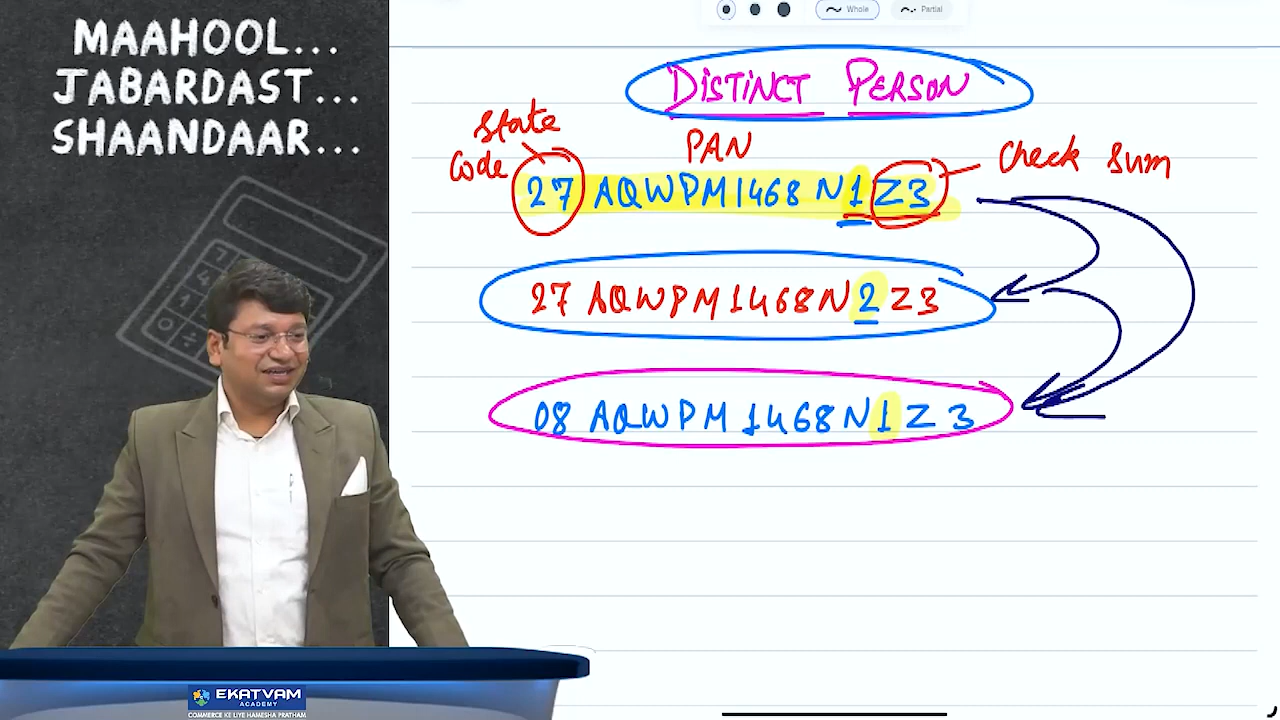 MAAHOOL...
JABARDAST...
SHAANDAAR...
Whole
Partial
DISTINCT PERSON
State Code
PAN
Check Sum
27 AQWPM1468N1Z3
27 AQWPM1468N2Z3
08 AQWPM1468N1Z3
EKATVAM
ACADEMY
COMMERCE KE LIYE HAMESHA PRATHAM